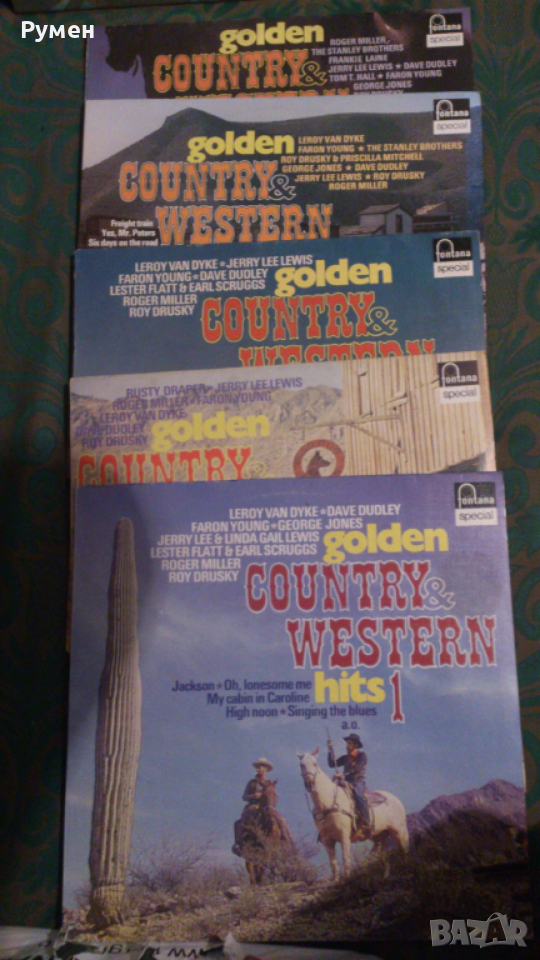 Румен
golden
COUNTRY &
ROGER MILLER
THE STANLEY BROTHERS
FRANKIE LAINE
JERRY LEE LEWIS ★ DAVE DUDLEY
TOM T. HALL ★ FARON YOUNG
GEORGE JONES
fontana
special
golden
COUNTRY &
WESTERN
LEROY VAN DYKE
FARON YOUNG ★ THE STANLEY BROTHERS
ROY DRUSKY & PRISCILLA MITCHELL
GEORGE JONES ★ DAVE DUDLEY
JERRY LEE LEWIS ★ ROY DRUSKY
ROGER MILLER
Freight train
Yes, Mr. Peters
Six days on the road
fontana
special
LEROY VAN DYKE ★ JERRY LEE LEWIS
FARON YOUNG ★ DAVE DUDLEY
LESTER FLATT & EARL SCRUGGS
ROGER MILLER
ROY DRUSKY
golden
COUNTRY &
WESTERN
fontana
special
RUSTY DRAPER ★ JERRY LEE LEWIS
ROGER MILLER ★ FARON YOUNG
LEROY VAN DYKE
DAVE DUDLEY
ROY DRUSKY
golden
COUNTRY &
fontana
special
LEROY VAN DYKE ★ DAVE DUDLEY
FARON YOUNG ★ GEORGE JONES
JERRY LEE & LINDA GAIL LEWIS
LESTER FLATT & EARL SCRUGGS
ROGER MILLER
ROY DRUSKY
golden
COUNTRY &
WESTERN
hits 1
Jackson ★ Oh, lonesome me
My cabin in Caroline
High noon ★ Singing the blues
a.o.
fontana
special
BAZAR